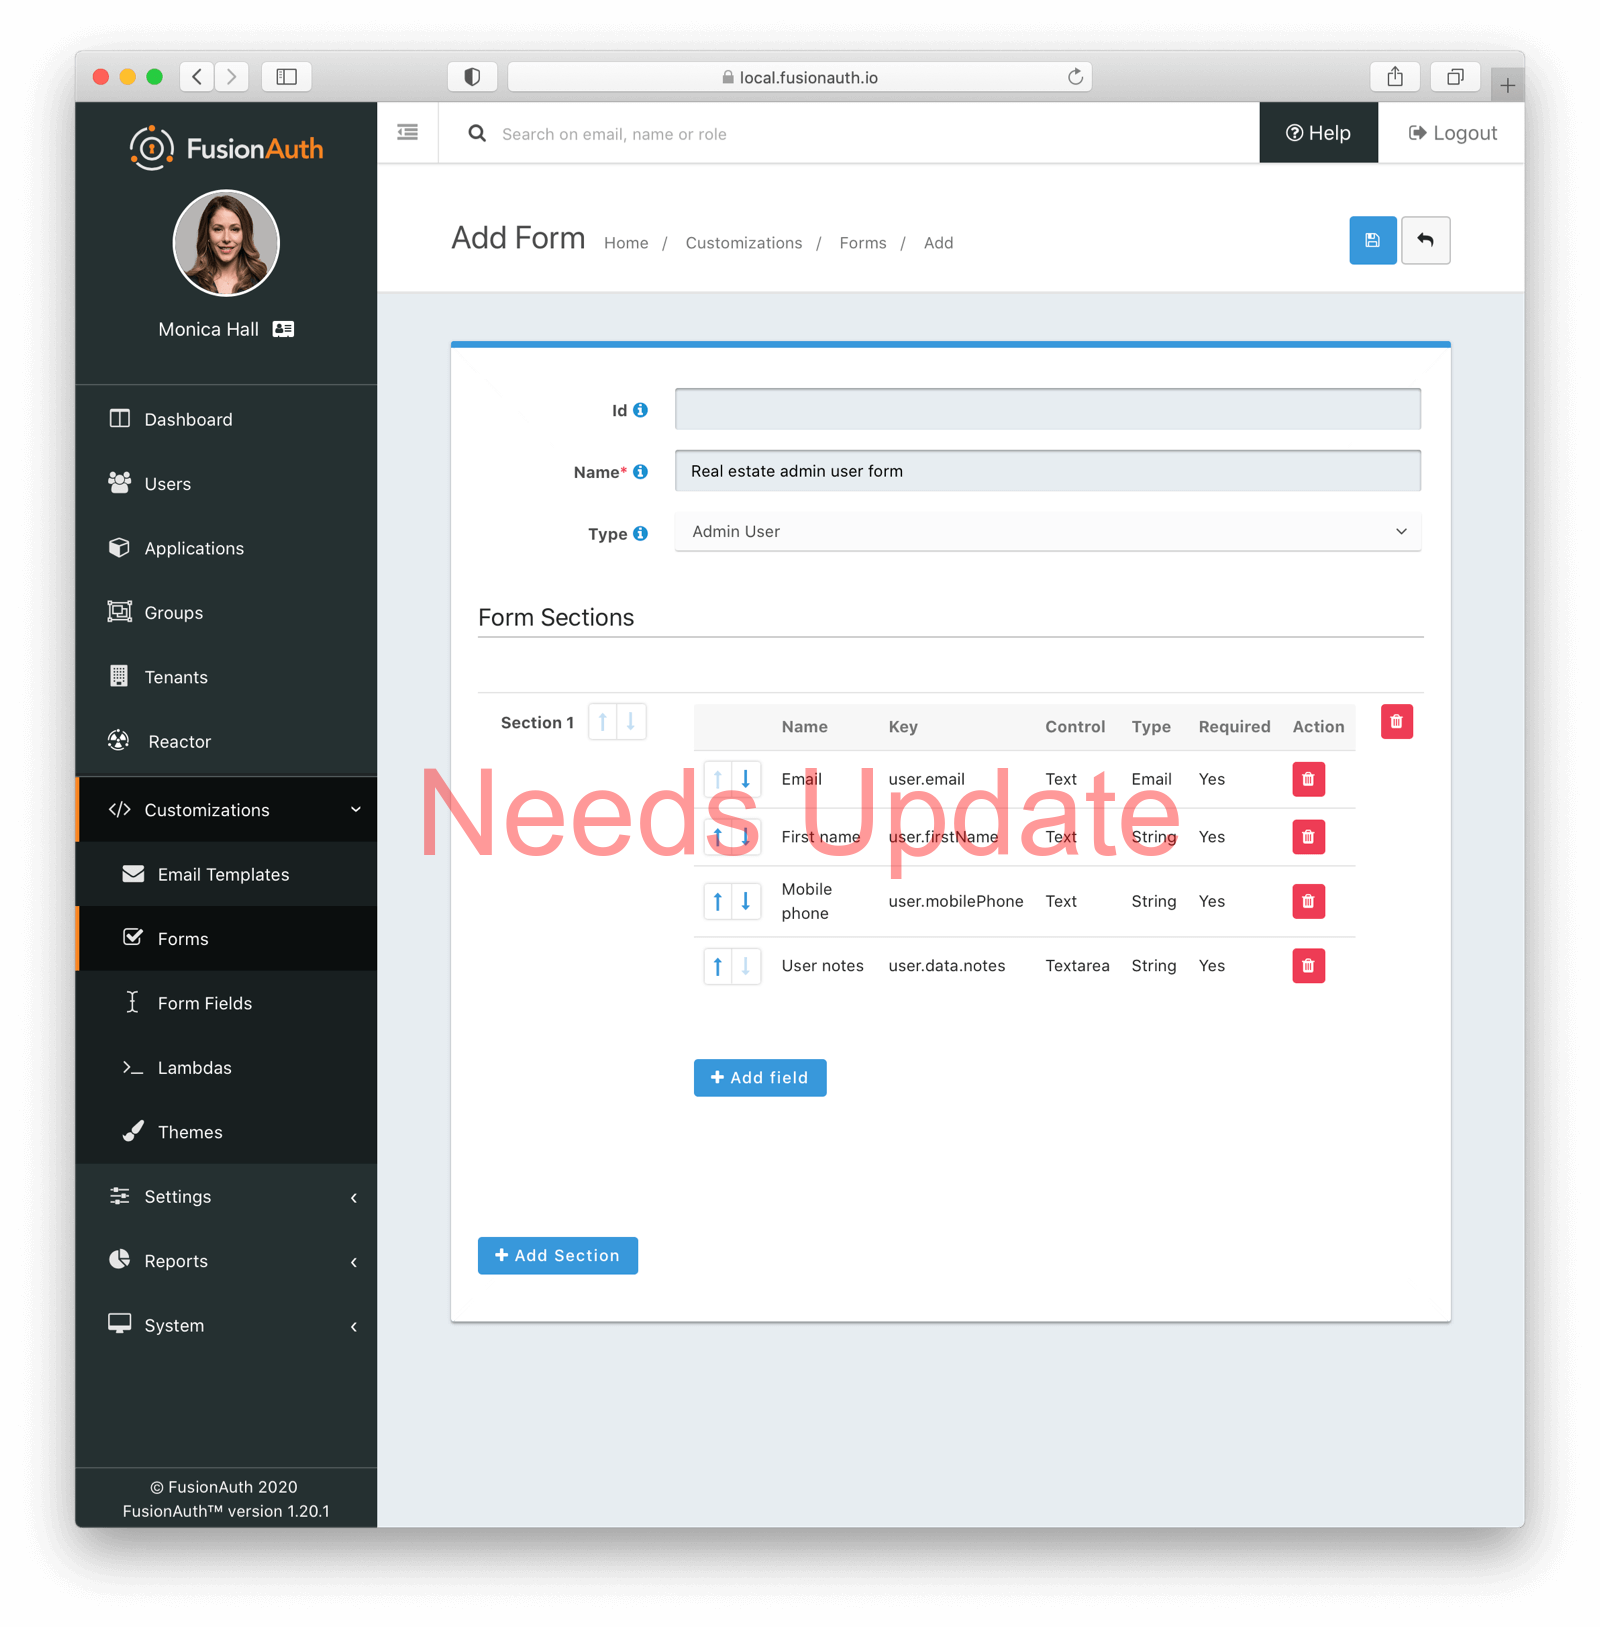 local.fusionauth.io
FusionAuth
Monica Hall
Search on email, name or role
Help
Logout
Add Form
Home / Customizations / Forms / Add
Dashboard
Users
Applications
Groups
Tenants
Reactor
Customizations
Email Templates
Forms
Form Fields
Lambdas
Themes
Settings
Reports
System
© FusionAuth 2020
FusionAuth™ version 1.20.1
Id
Name* Real estate admin user form
Type Admin User
Form Sections
Section 1
Name Key Control Type Required Action
Email user.email Text Email Yes
First name user.firstName Text String Yes
Mobile
phone user.mobilePhone Text String Yes
User notes user.data.notes Textarea String Yes
Needs Update
+ Add field
+ Add Section